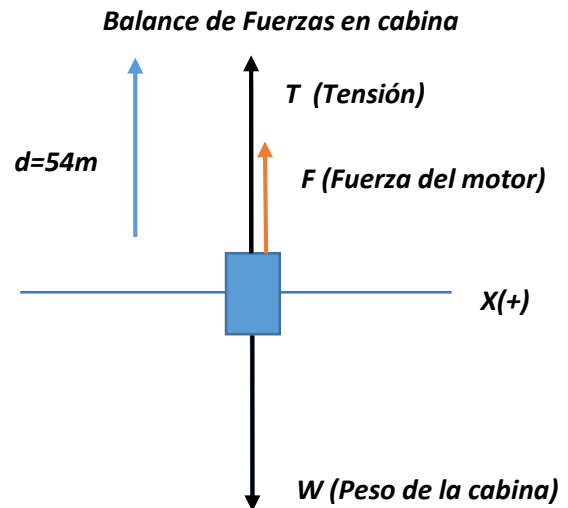 Balance de Fuerzas en cabina
T (Tensión)
d=54m
F (Fuerza del motor)
X(+)
W (Peso de la cabina)